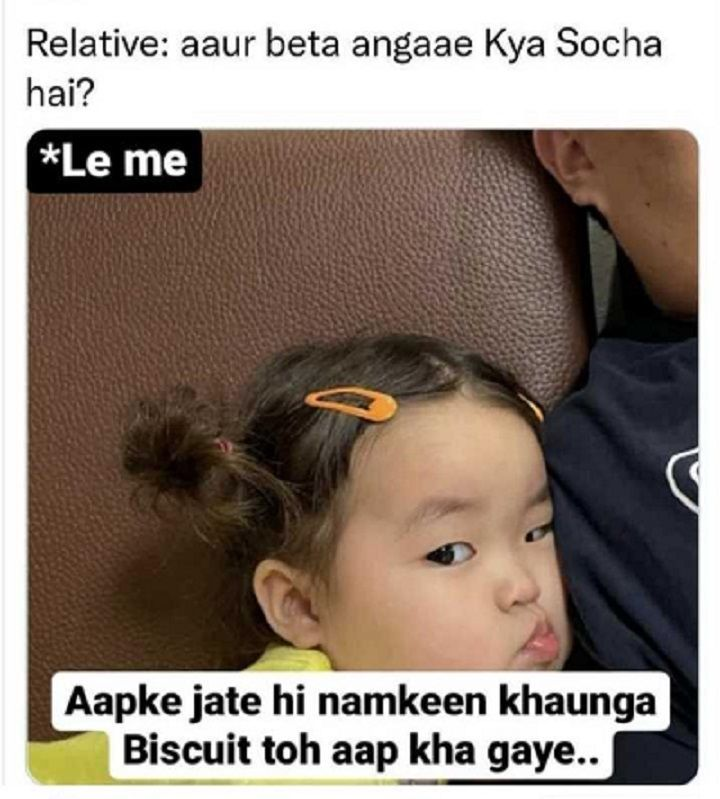 Relative: aaur beta angaae Kya Socha
hai?
*Le me
Aapke jate hi namkeen khaunga
Biscuit toh aap kha gaye..